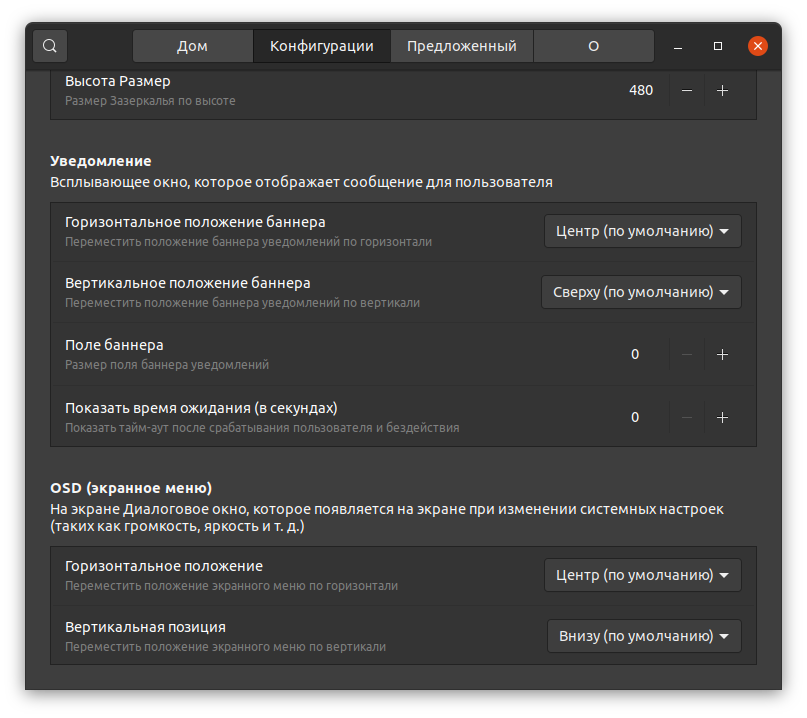 Дом
Конфигурации
Предложенный
О
Высота Размер
480
Размер Зазеркалья по высоте
Уведомление
Всплывающее окно, которое отображает сообщение для пользователя
Горизонтальное положение баннера
Центр (по умолчанию)
Переместить положение баннера уведомлений по горизонтали
Вертикальное положение баннера
Сверху (по умолчанию)
Переместить положение баннера уведомлений по вертикали
Поле баннера
0
Размер поля баннера уведомлений
Показать время ожидания (в секундах)
0
Показать тайм-аут после срабатывания пользователя и бездействия
OSD (экранное меню)
На экране Диалоговое окно, которое появляется на экране при изменении системных настроек
(таких как громкость, яркость и т. д.)
Горизонтальное положение
Центр (по умолчанию)
Переместить положение экранного меню по горизонтали
Вертикальная позиция
Внизу (по умолчанию)
Переместить положение экранного меню по вертикали